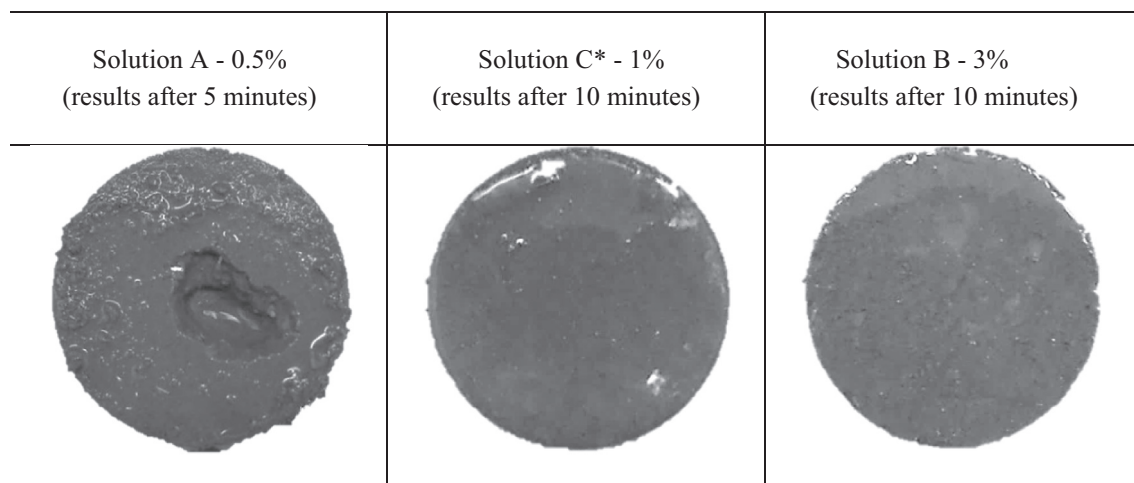 Solution A - 0.5%
(results after 5 minutes)
Solution C* - 1%
(results after 10 minutes)
Solution B - 3%
(results after 10 minutes)